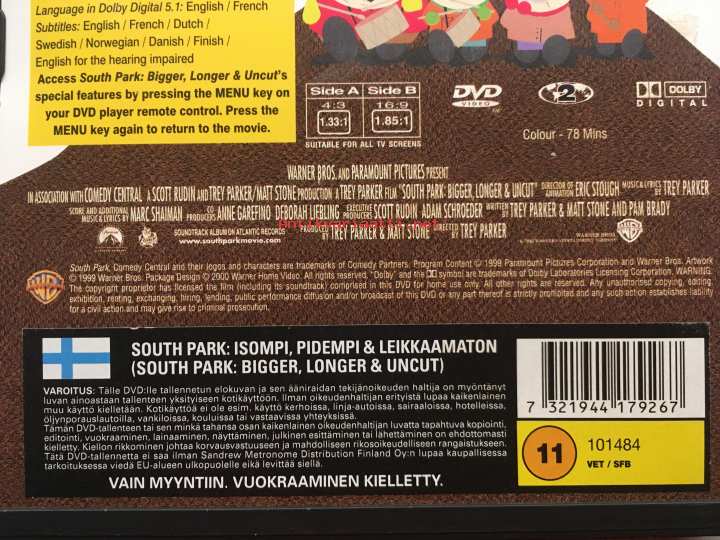 Language in Dolby Digital 5.1: English / French
Subtitles: English / French / Dutch /
Swedish / Norwegian / Danish / Finish /
English for the hearing impaired
Access South Park: Bigger, Longer & Uncut's
special features by pressing the MENU key on
your DVD player remote control. Press the
MENU key again to return to the movie.
Side A Side B
4:3 16:9
1.33:1 1.85:1
SUITABLE FOR ALL TV SCREENS
DVD
VIDEO
2
DOLBY
DIGITAL
Colour - 78 Mins
WARNER BROS. AND PARAMOUNT PICTURES PRESENT
IN ASSOCIATION WITH COMEDY CENTRAL A SCOTT RUDIN AND TREY PARKER/MATT STONE PRODUCTION A TREY PARKER FILM "SOUTH PARK: BIGGER, LONGER & UNCUT" DIRECTOR OF ANIMATION ERIC STOUGH MUSIC & LYRICS BY TREY PARKER
SCORE AND ADDITIONAL MUSIC & LYRICS BY MARC SHAIMAN CO-PRODUCERS ANNE GAREFINO DEBORAH LIEBLING EXECUTIVE PRODUCERS SCOTT RUDIN ADAM SCHROEDER WRITTEN BY TREY PARKER & MATT STONE AND PAM BRADY
SOUNDTRACK ALBUM ON ATLANTIC RECORDS PRODUCED BY TREY PARKER & MATT STONE DIRECTED BY TREY PARKER
www.southparkmovie.com
South Park, Comedy Central and their logos and characters are trademarks of Comedy Partners. Program Content © 1999 Paramount Pictures Corporation and Warner Bros. Artwork
© 1999 Warner Bros. Package Design © 2000 Warner Home Video. All rights reserved. "Dolby" and the symbol are trademarks of Dolby Laboratories Licensing Corporation. WARNING:
The copyright proprietor has licensed the film (including its soundtrack) comprised in this DVD for home use only. All other rights are reserved. Any unauthorised copying, editing,
exhibition, renting, exchanging, hiring, lending, public performance diffusion and/or broadcast of this DVD or any part thereof is strictly prohibited and any such action establishes liability
for a civil action and may give rise to criminal prosecution.
SOUTH PARK: ISOMPI, PIDEMPI & LEIKKAAMATON
(SOUTH PARK: BIGGER, LONGER & UNCUT)
VAROITUS: Tälle DVD:lle tallennetun elokuvan ja sen ääniraidan tekijänoikeuden haltija on myöntänyt
luvan ainoastaan tallenteen yksityiseen kotikäyttöön. Ilman oikeudenhaltijan erityistä lupaa kaikenlainen
muu käyttö kielletään. Kotikäyttöä ei ole esim. käyttö kerhoissa, linja-autoissa, sairaaloissa, hotelleissa,
öljynporauslautoilla, vankiloissa, kouluissa tai vastaavissa yhteyksissä.
Tämän DVD-tallenteen tai sen minkä tahansa osan kaikenlainen oikeudenhaltijan luvatta tapahtuva kopiointi,
editointi, vuokraaminen, lainaaminen, näyttäminen, julkinen esittäminen tai lähettäminen on ehdottomasti
kielletty. Kiellon rikkominen johtaa korvausvastuuseen ja mahdolliseen rikosoikeudelliseen rangaistukseen.
Tätä DVD-tallennetta ei saa ilman Sandrew Metronome Distribution Finland Oy:n lupaa kaupallisessa
tarkoituksessa viedä EU-alueen ulkopuolelle eikä levittää siellä.
VAIN MYYNTIIN. VUOKRAAMINEN KIELLETTY.
7 321944 179267
11
101484
VET / SFB